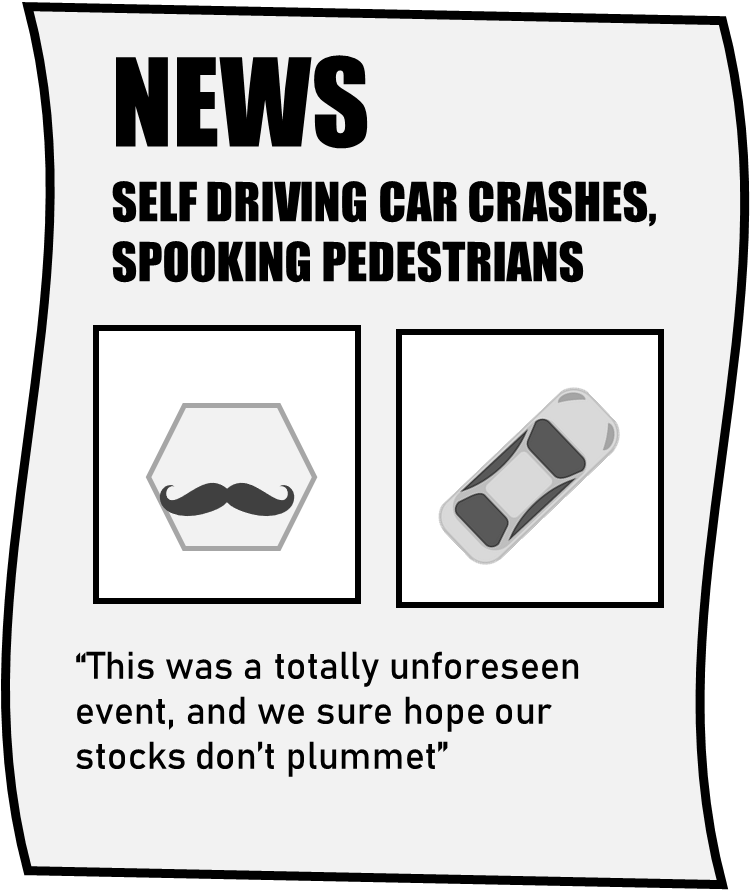 NEWS
SELF DRIVING CAR CRASHES,
SPOOKING PEDESTRIANS
“This was a totally unforeseen
event, and we sure hope our
stocks don’t plummet”